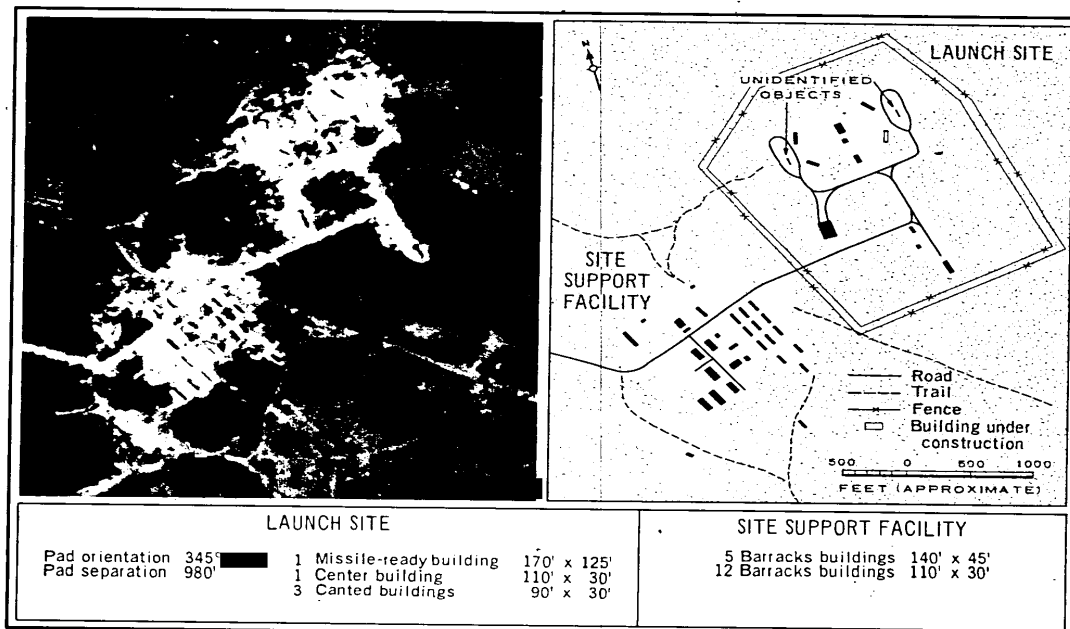 N
LAUNCH SITE
UNIDENTIFIED
OBJECTS
SITE
SUPPORT
FACILITY
Road
Trail
Fence
Building under
construction
500 0 500 1000
FEET (APPROXIMATE)
LAUNCH SITE
Pad orientation 345°
Pad separation 980'
1 Missile-ready building 170' x 125'
1 Center building 110' x 30'
3 Canted buildings 90' x 30'
SITE SUPPORT FACILITY
5 Barracks buildings 140' x 45'
12 Barracks buildings 110' x 30'